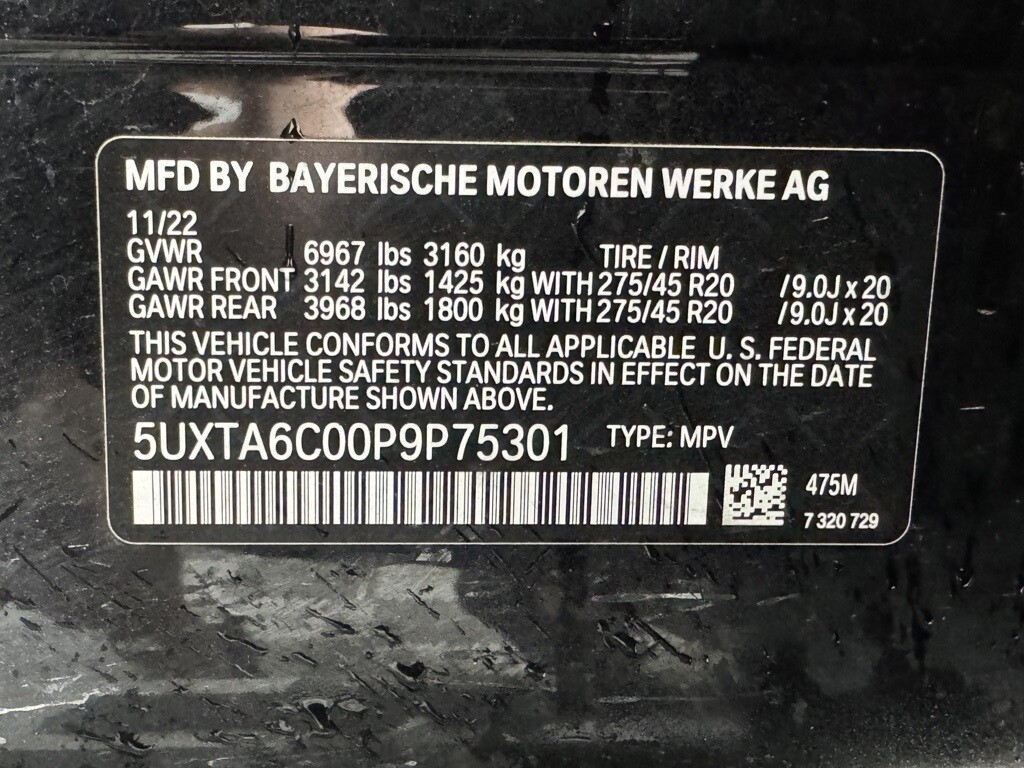 MFD BY BAYERISCHE MOTOREN WERKE AG
11/22
GVWR 6967 lbs 3160 kg TIRE / RIM
GAWR FRONT 3142 lbs 1425 kg WITH 275/45 R20 /9.0J x 20
GAWR REAR 3968 lbs 1800 kg WITH 275/45 R20 /9.0J x 20
THIS VEHICLE CONFORMS TO ALL APPLICABLE U. S. FEDERAL
MOTOR VEHICLE SAFETY STANDARDS IN EFFECT ON THE DATE
OF MANUFACTURE SHOWN ABOVE.
5UXTA6C00P9P75301 TYPE: MPV
475M
7 320 729